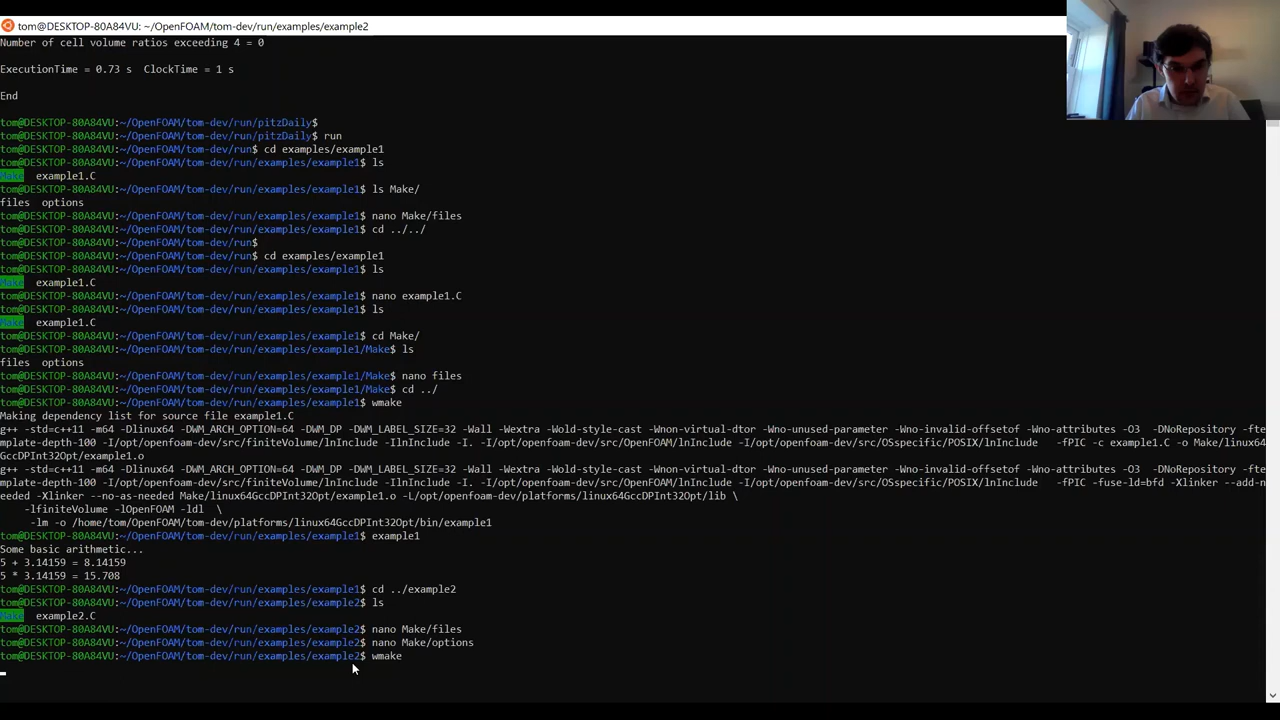 tom@DESKTOP-80A84VU: ~/OpenFOAM/tom-dev/run/examples/example2
Number of cell volume ratios exceeding 4 = 0
ExecutionTime = 0.73 s  ClockTime = 1 s
End
tom@DESKTOP-80A84VU:~/OpenFOAM/tom-dev/run/pitzDaily$
tom@DESKTOP-80A84VU:~/OpenFOAM/tom-dev/run/pitzDaily$ run
tom@DESKTOP-80A84VU:~/OpenFOAM/tom-dev/run$ cd examples/example1
tom@DESKTOP-80A84VU:~/OpenFOAM/tom-dev/run/examples/example1$ ls
Make  example1.C
tom@DESKTOP-80A84VU:~/OpenFOAM/tom-dev/run/examples/example1$ ls Make/
files  options
tom@DESKTOP-80A84VU:~/OpenFOAM/tom-dev/run/examples/example1$ nano Make/files
tom@DESKTOP-80A84VU:~/OpenFOAM/tom-dev/run/examples/example1$ cd ../../
tom@DESKTOP-80A84VU:~/OpenFOAM/tom-dev/run$
tom@DESKTOP-80A84VU:~/OpenFOAM/tom-dev/run$ cd examples/example1
tom@DESKTOP-80A84VU:~/OpenFOAM/tom-dev/run/examples/example1$ ls
Make  example1.C
tom@DESKTOP-80A84VU:~/OpenFOAM/tom-dev/run/examples/example1$ nano example1.C
tom@DESKTOP-80A84VU:~/OpenFOAM/tom-dev/run/examples/example1$ ls
Make  example1.C
tom@DESKTOP-80A84VU:~/OpenFOAM/tom-dev/run/examples/example1$ cd Make/
tom@DESKTOP-80A84VU:~/OpenFOAM/tom-dev/run/examples/example1/Make$ ls
files  options
tom@DESKTOP-80A84VU:~/OpenFOAM/tom-dev/run/examples/example1/Make$ nano files
tom@DESKTOP-80A84VU:~/OpenFOAM/tom-dev/run/examples/example1/Make$ cd ../
tom@DESKTOP-80A84VU:~/OpenFOAM/tom-dev/run/examples/example1$ wmake
Making dependency list for source file example1.C
g++ -std=c++11 -m64 -Dlinux64 -DWM_ARCH_OPTION=64 -DWM_DP -DWM_LABEL_SIZE=32 -Wall -Wextra -Wold-style-cast -Wnon-virtual-dtor -Wno-unused-parameter -Wno-invalid-offsetof -Wno-attributes -O3  -DNoRepository -fte
mplate-depth-100 -I/opt/openfoam-dev/src/finiteVolume/lnInclude -IlnInclude -I. -I/opt/openfoam-dev/src/OpenFOAM/lnInclude -I/opt/openfoam-dev/src/OSspecific/POSIX/lnInclude   -fPIC -c example1.C -o Make/linux64
GccDPInt32Opt/example1.o
g++ -std=c++11 -m64 -Dlinux64 -DWM_ARCH_OPTION=64 -DWM_DP -DWM_LABEL_SIZE=32 -Wall -Wextra -Wold-style-cast -Wnon-virtual-dtor -Wno-unused-parameter -Wno-invalid-offsetof -Wno-attributes -O3  -DNoRepository -fte
mplate-depth-100 -I/opt/openfoam-dev/src/finiteVolume/lnInclude -IlnInclude -I. -I/opt/openfoam-dev/src/OpenFOAM/lnInclude -I/opt/openfoam-dev/src/OSspecific/POSIX/lnInclude   -fPIC -fuse-ld=bfd -Xlinker --add-n
eeded -Xlinker --no-as-needed Make/linux64GccDPInt32Opt/example1.o -L/opt/openfoam-dev/platforms/linux64GccDPInt32Opt/lib \
-lfiniteVolume -lOpenFOAM -ldl  \
-lm -o /home/tom/OpenFOAM/tom-dev/platforms/linux64GccDPInt32Opt/bin/example1
tom@DESKTOP-80A84VU:~/OpenFOAM/tom-dev/run/examples/example1$ example1
Some basic arithmetic...
5 + 3.14159 = 8.14159
5 * 3.14159 = 15.708
tom@DESKTOP-80A84VU:~/OpenFOAM/tom-dev/run/examples/example1$ cd ../example2
tom@DESKTOP-80A84VU:~/OpenFOAM/tom-dev/run/examples/example2$ ls
Make  example2.C
tom@DESKTOP-80A84VU:~/OpenFOAM/tom-dev/run/examples/example2$ nano Make/files
tom@DESKTOP-80A84VU:~/OpenFOAM/tom-dev/run/examples/example2$ nano Make/options
tom@DESKTOP-80A84VU:~/OpenFOAM/tom-dev/run/examples/example2$ wmake